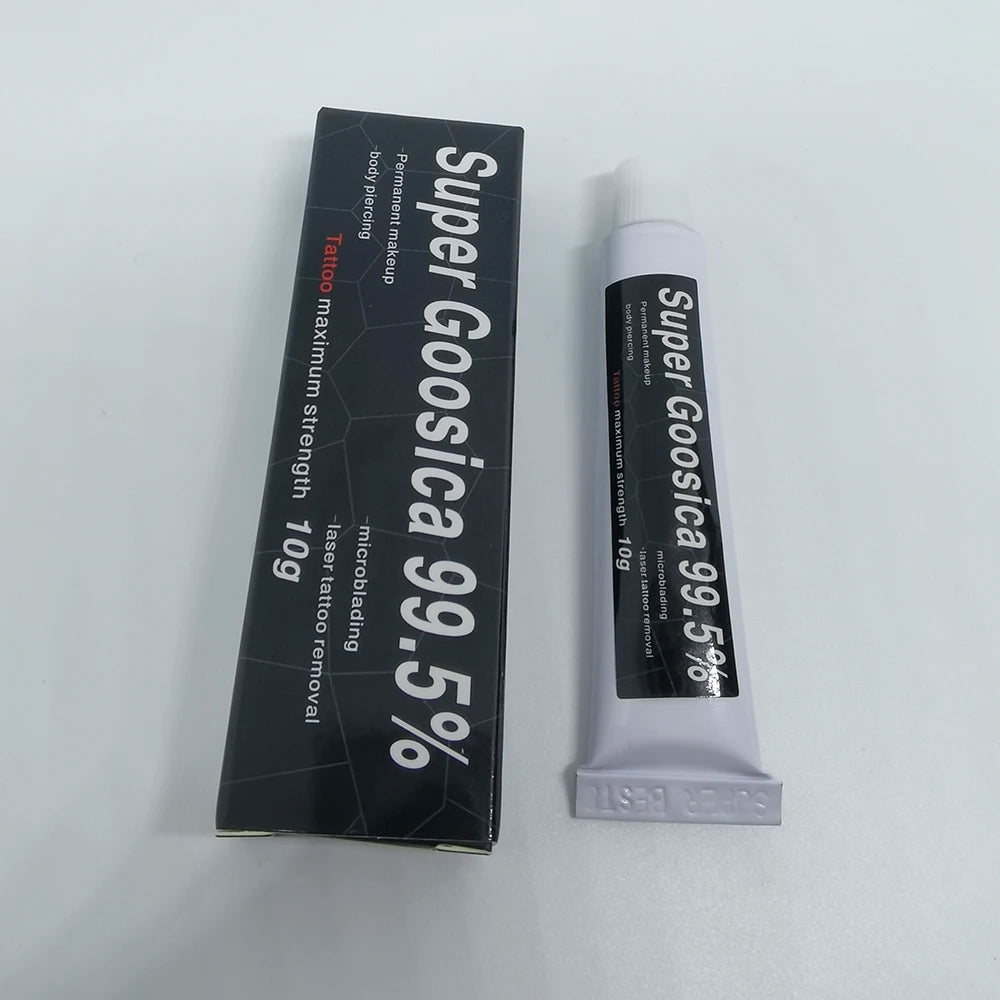 Super Goosica 99.5%
-Permanent makeup
-body piercing
-microblading
-laser tattoo removal
Tattoo maximum strength 10g
Super Goosica 99.5%
Permanent makeup
body piercing
microblading
-laser tattoo removal
Tattoo maximum strength 10g
SUPER BEST